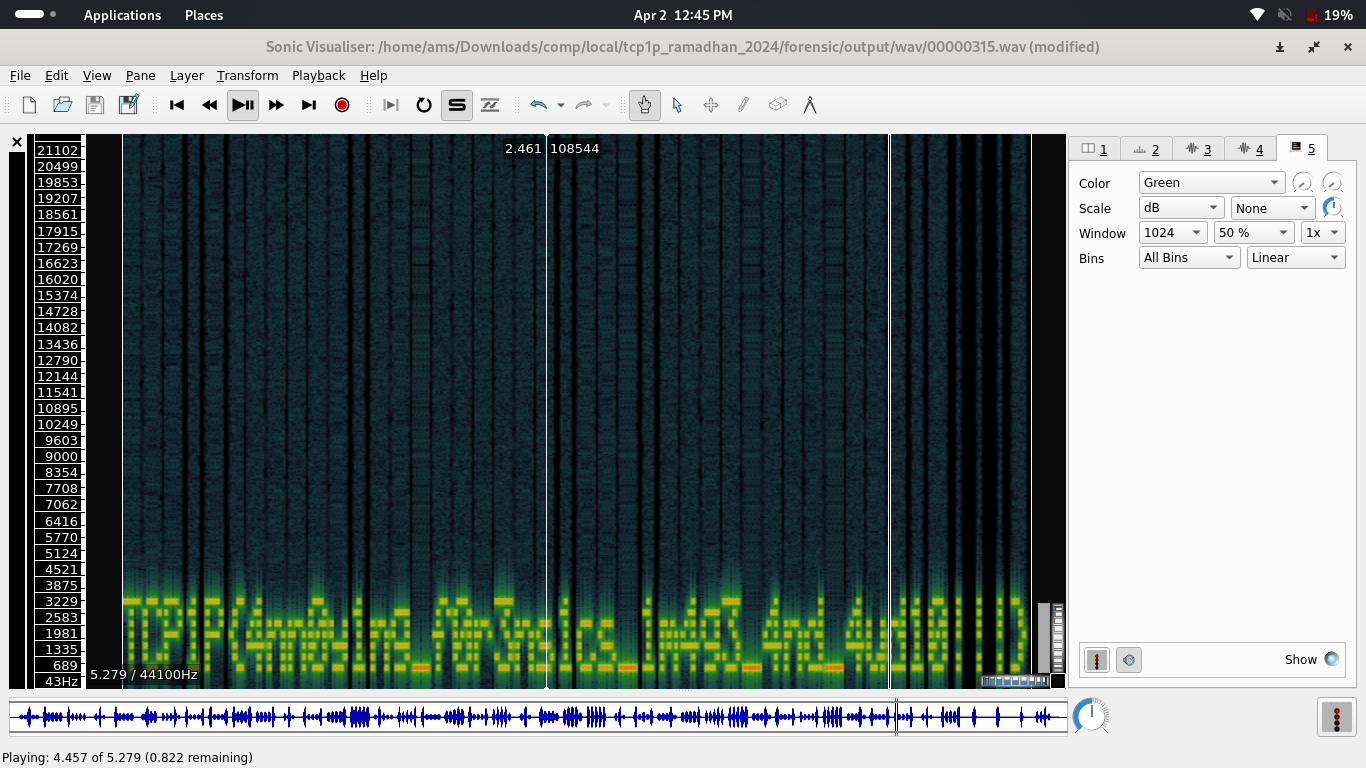 Applications Places Apr 2 12:45 PM 19%
Sonic Visualiser: /home/ams/Downloads/comp/local/tcp1p_ramadhan_2024/forensic/output/wav/00000315.wav (modified)
File Edit View Pane Layer Transform Playback Help
2.461 108544
21102
20499
19853
19207
18561
17915
17269
16623
16020
15374
14728
14082
13436
12790
12144
11541
10895
10249
9603
9000
8354
7708
7062
6416
5770
5124
4521
3875
3229
2583
1981
1335
689
43Hz
5.279 / 44100Hz
1 2 3 4 5
Color Green
Scale dB None
Window 1024 50 % 1x
Bins All Bins Linear
Show
Playing: 4.457 of 5.279 (0.822 remaining)